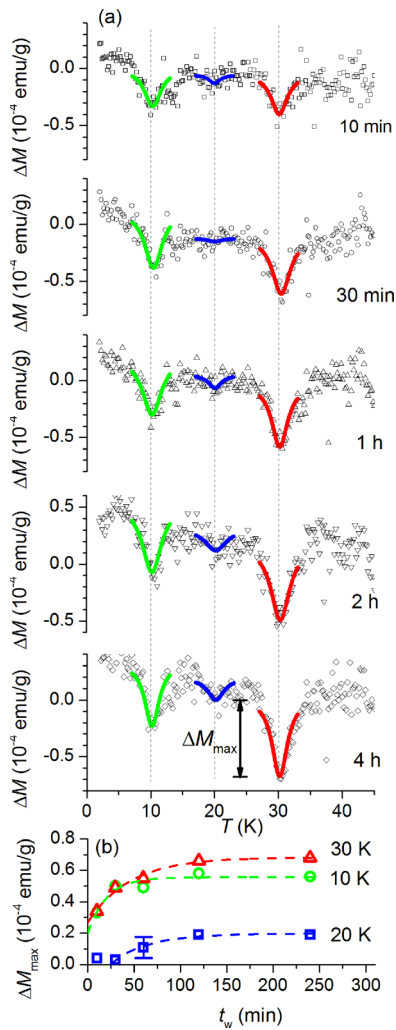 (a)
0.0
-0.5
ΔM (10⁻⁴ emu/g)
10 min
0.0
-0.5
ΔM (10⁻⁴ emu/g)
30 min
0.0
-0.5
ΔM (10⁻⁴ emu/g)
1 h
0.5
0.0
-0.5
ΔM (10⁻⁴ emu/g)
2 h
0.0
-0.5
ΔM (10⁻⁴ emu/g)
ΔMmax
4 h
0 10 20 30 40
T (K)
(b)
0.8
0.6
0.4
0.2
0.0
ΔMmax (10⁻⁴ emu/g)
30 K
10 K
20 K
0 50 100 150 200 250 300
tw (min)